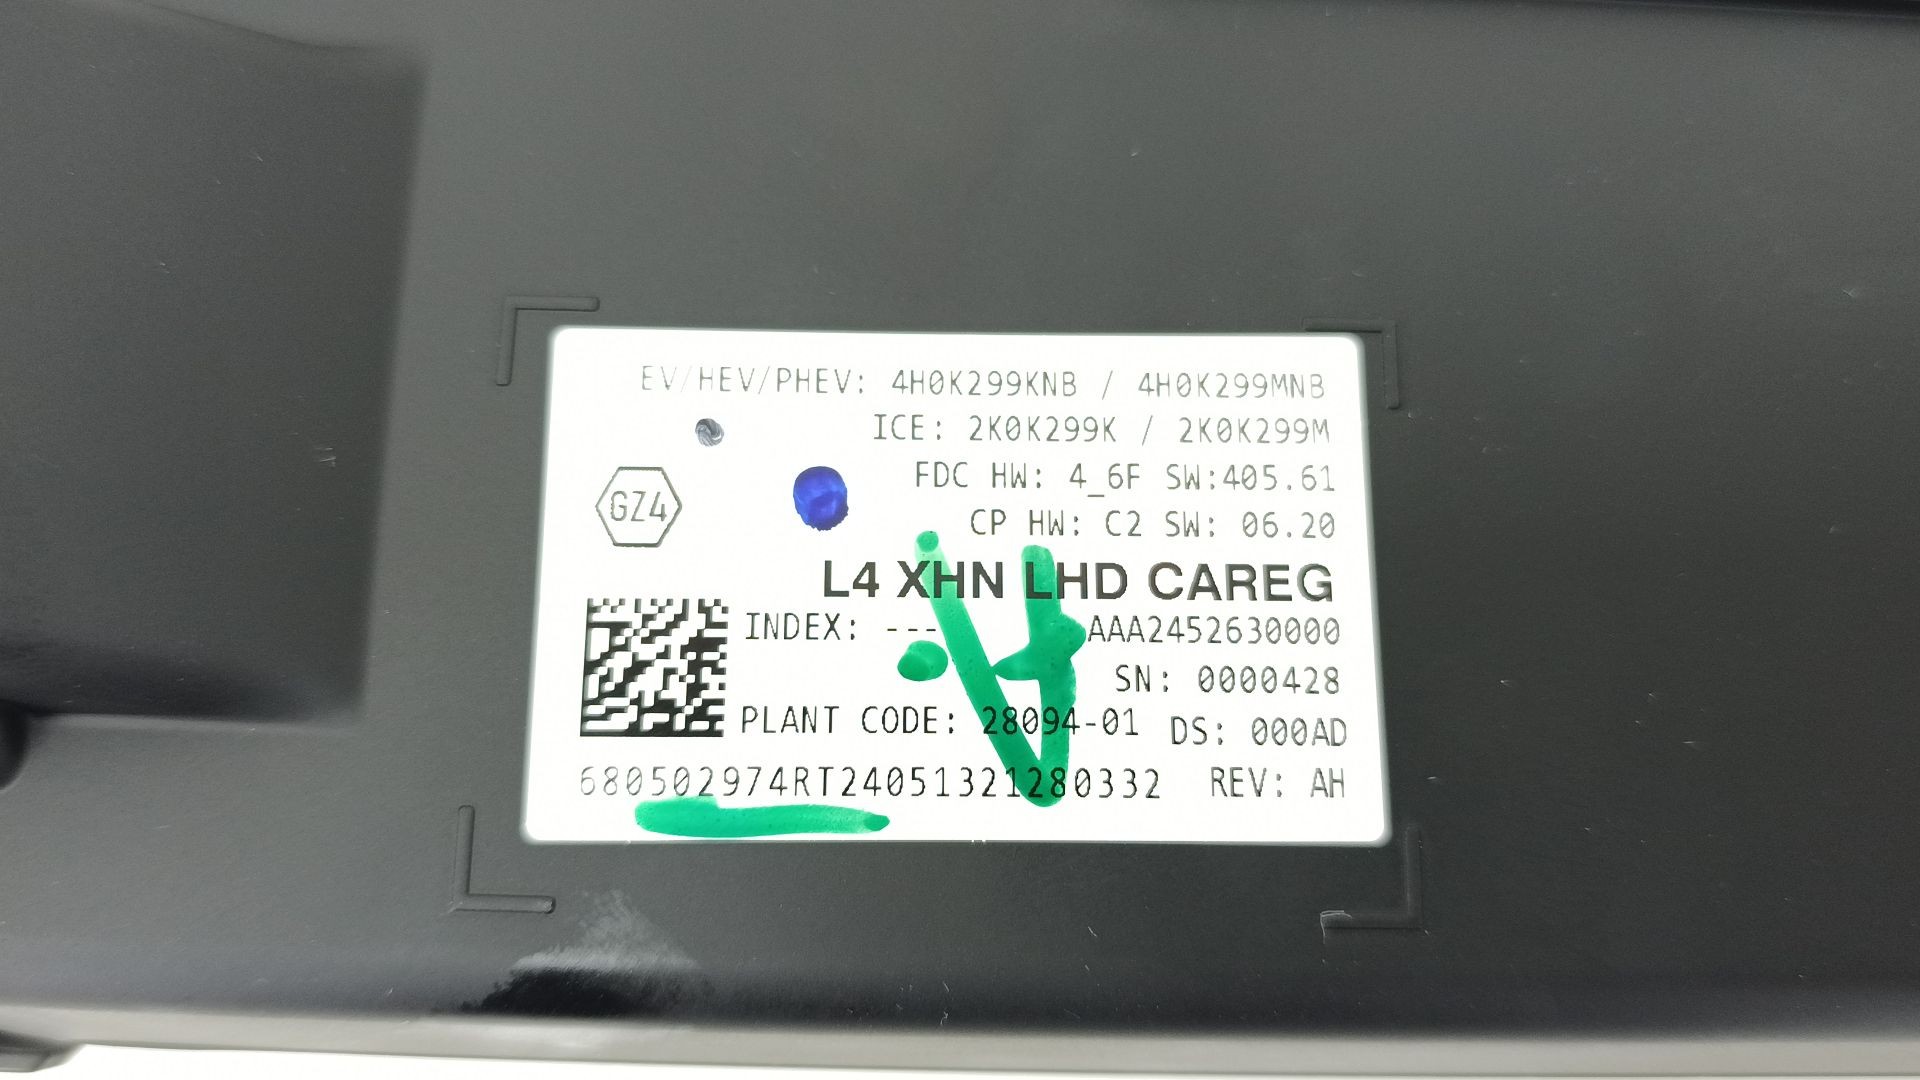 EV/HEV/PHEV: 4H0K299KNB / 4H0K299MNB
ICE: 2K0K299K / 2K0K299M
FDC HW: 4_6F SW:405.61
GZ4
CP HW: C2 SW: 06.20
L4 XHN LHD CAREG
INDEX: --- AAA2452630000
SN: 0000428
PLANT CODE: 28094-01 DS: 000AD
680502974RT24051321280332 REV: AH